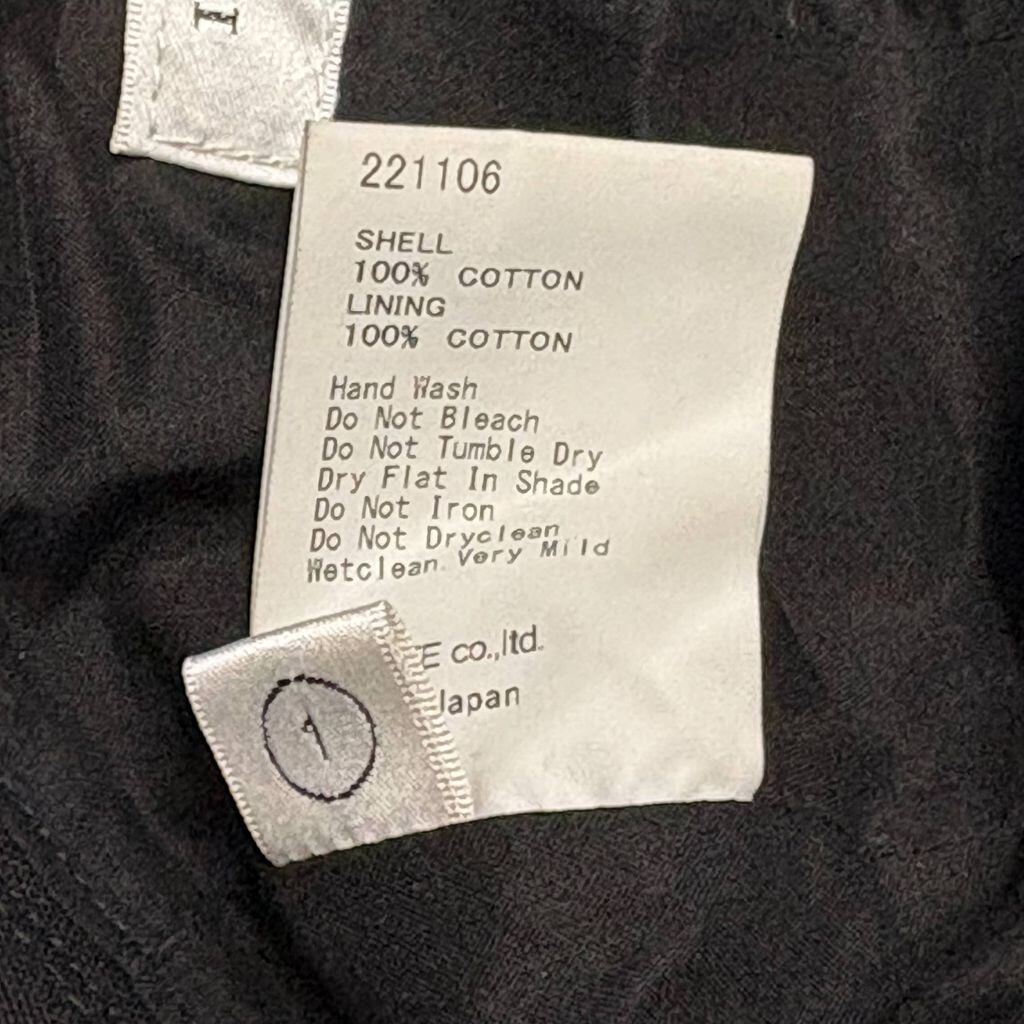 I
221106
SHELL
100% COTTON
LINING
100% COTTON
Hand Wash
Do Not Bleach
Do Not Tumble Dry
Dry Flat In Shade
Do Not Iron
Do Not Dryclean
Wetclean Very Mild
co.,ltd.
Japan
1